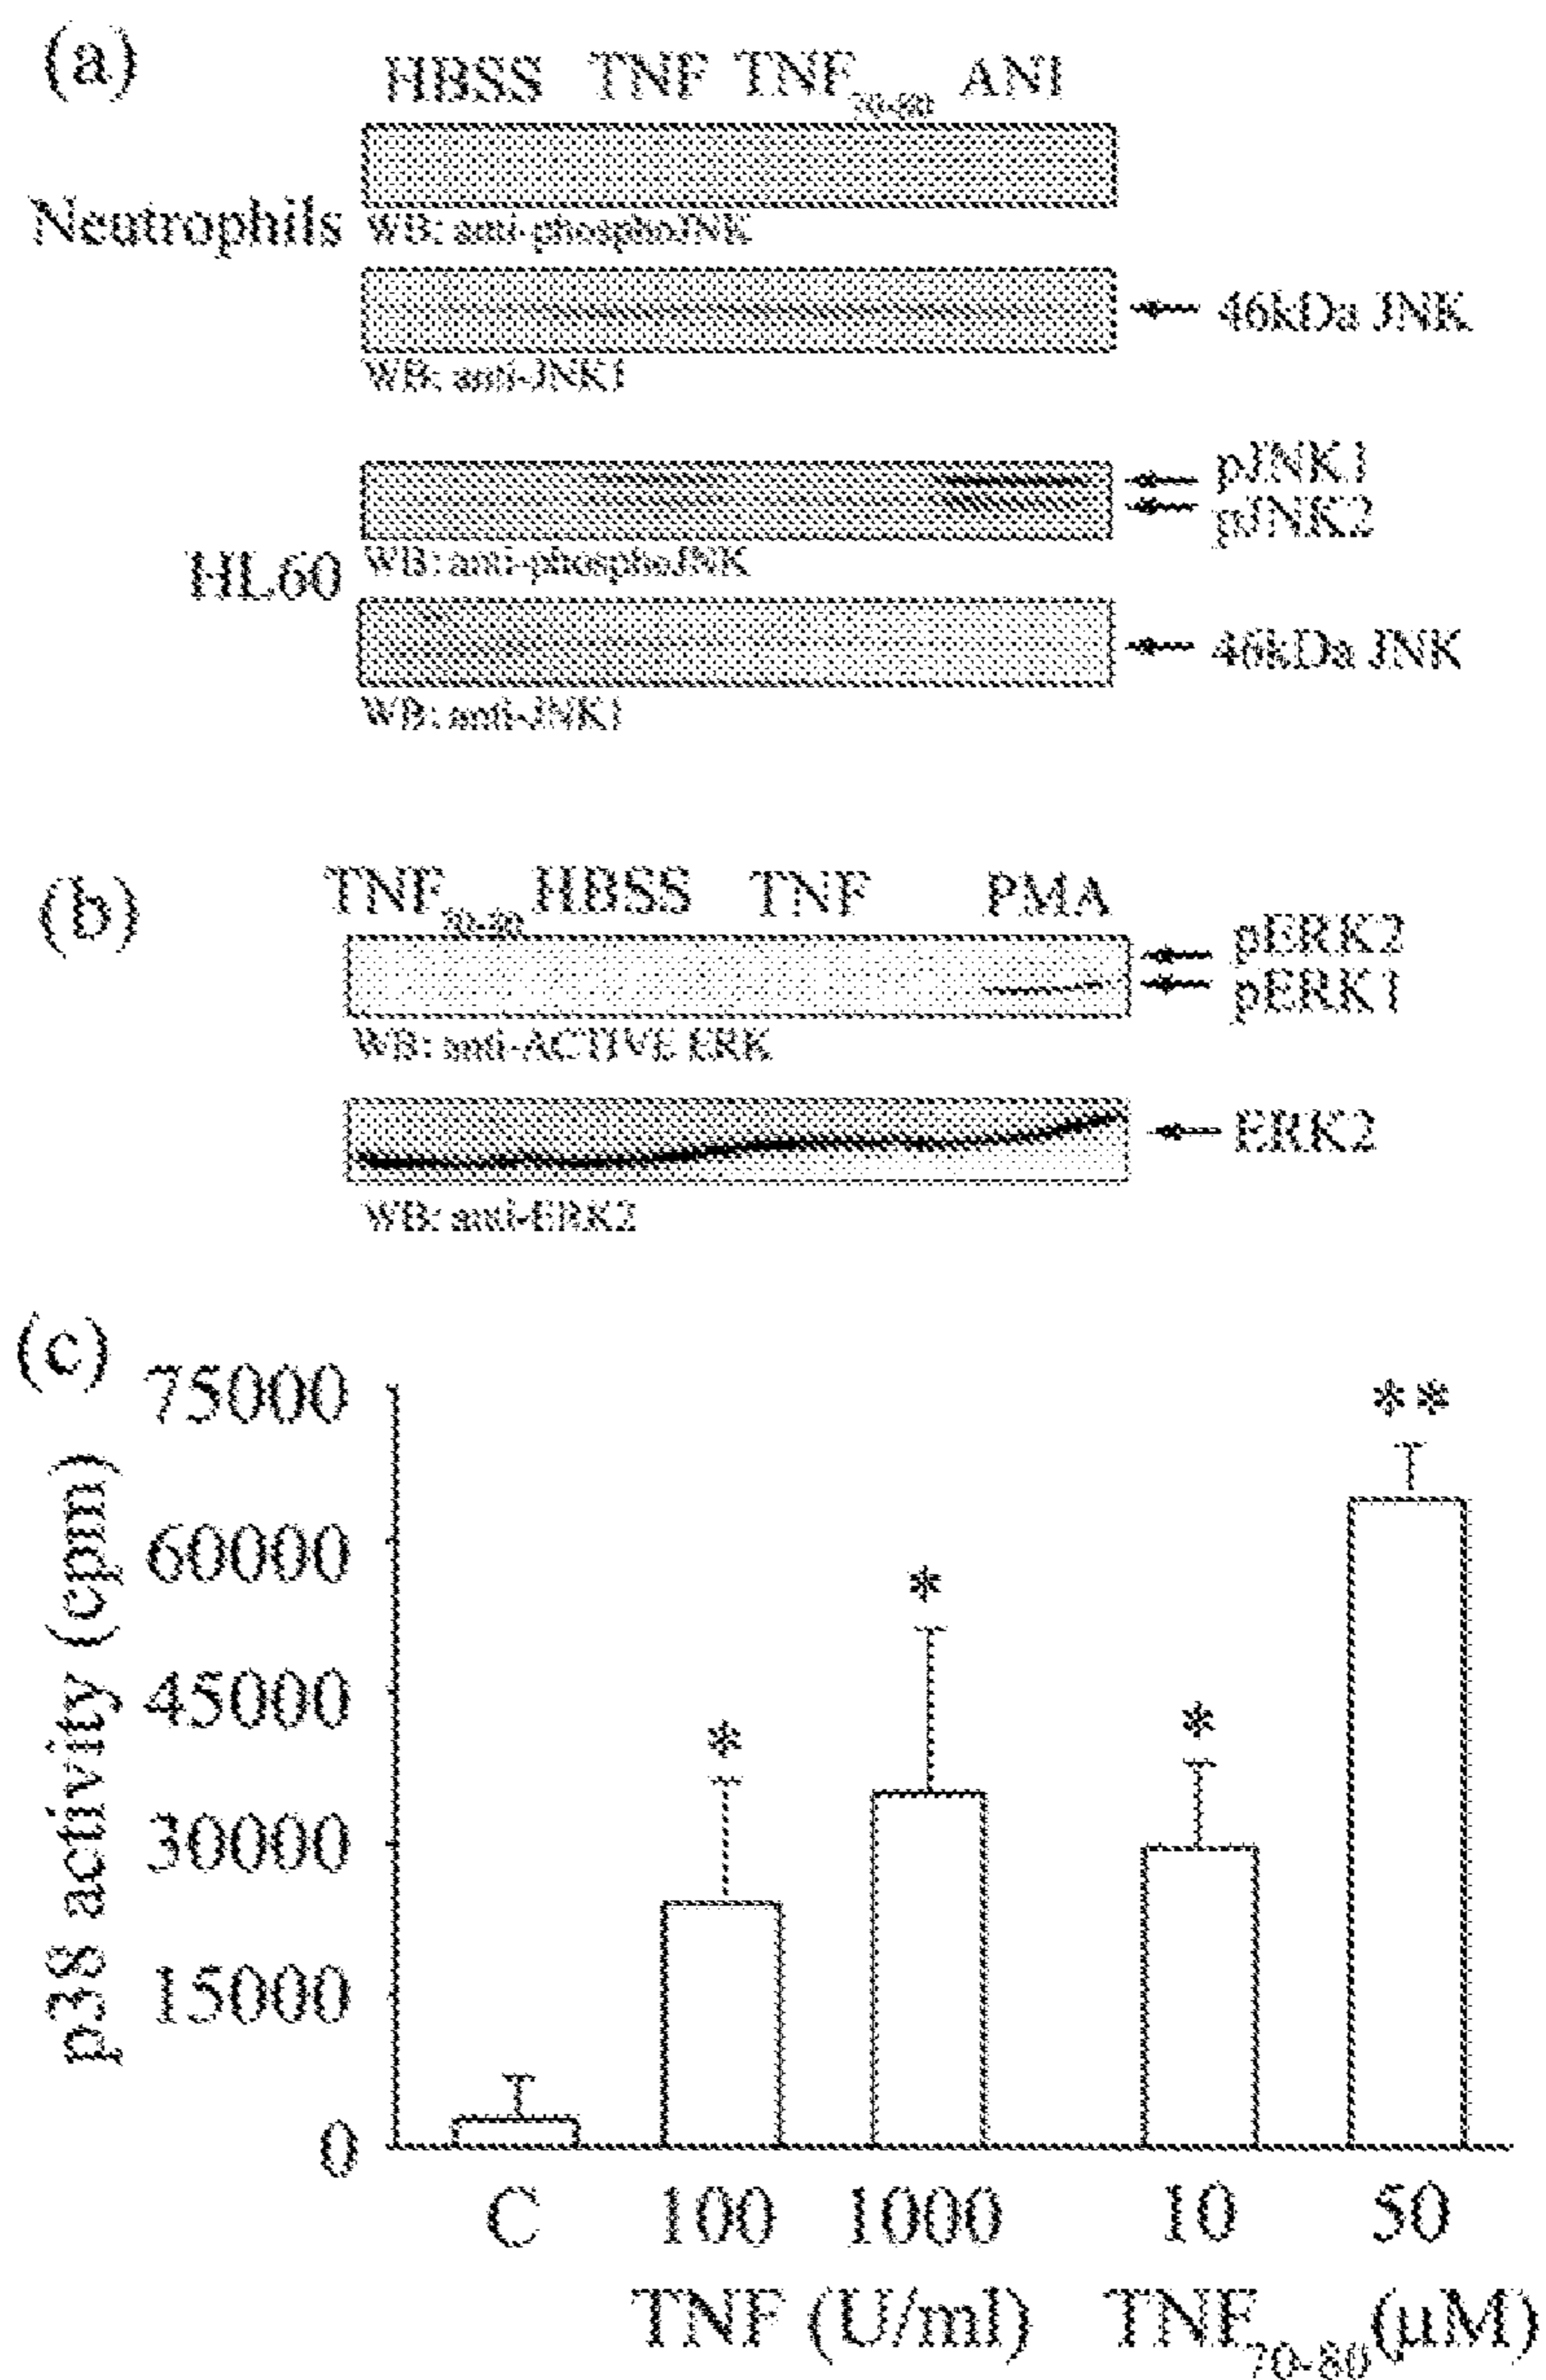 (a)
HBSS TNF TNF70-80 ANI
Neutrophils
WB: anti-phosphoJNK
46kDa JNK
WB: anti-JNK1
pJNK1
pJNK2
HL60
WB: anti-phosphoJNK
46kDa JNK
WB: anti-JNK1
(b)
TNF70-80 HBSS TNF PMA
pERK2
pERK1
WB: anti-ACTIVE ERK
ERK2
WB: anti-ERK2
(c)
p38 activity (cpm)
75000
60000
45000
30000
15000
0
* * * **
C 100 1000 10 50
TNF (U/ml) TNF70-80 (µM)